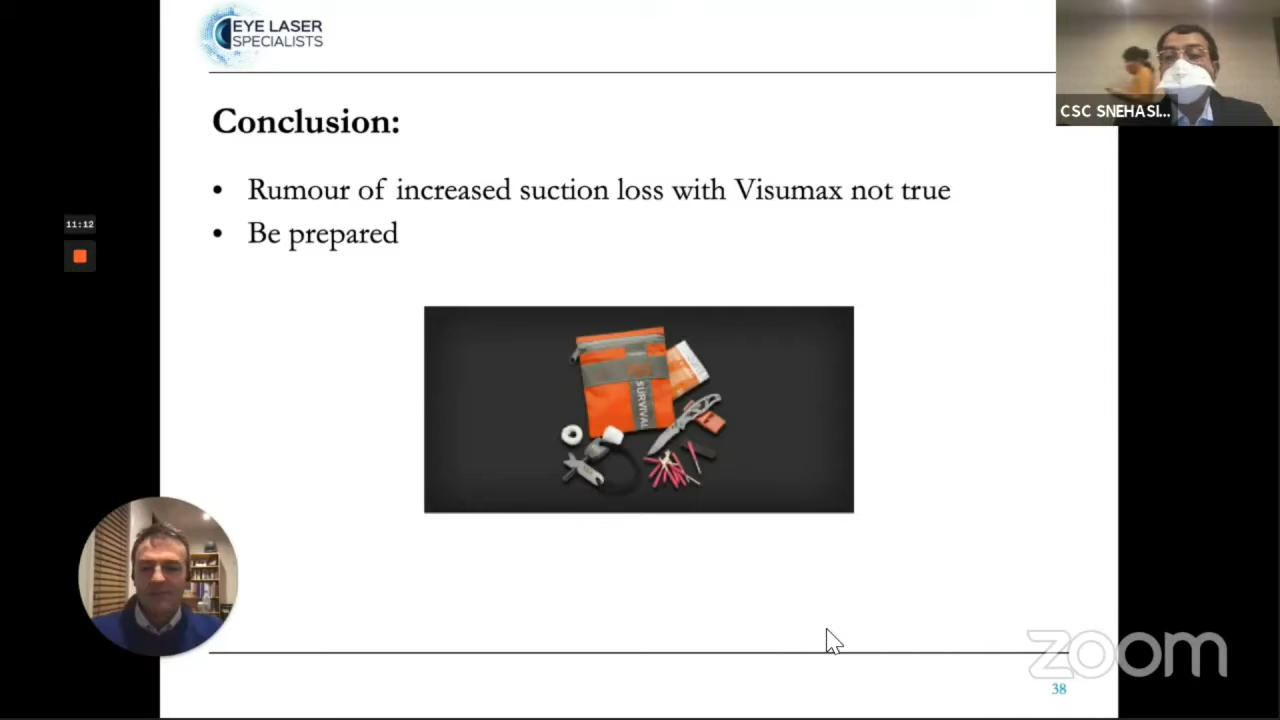 EYE LASER
SPECIALISTS
CSC SNEHASI...
Conclusion:
• Rumour of increased suction loss with Visumax not true
11:12
• Be prepared
SURVIVAL
zoom
38